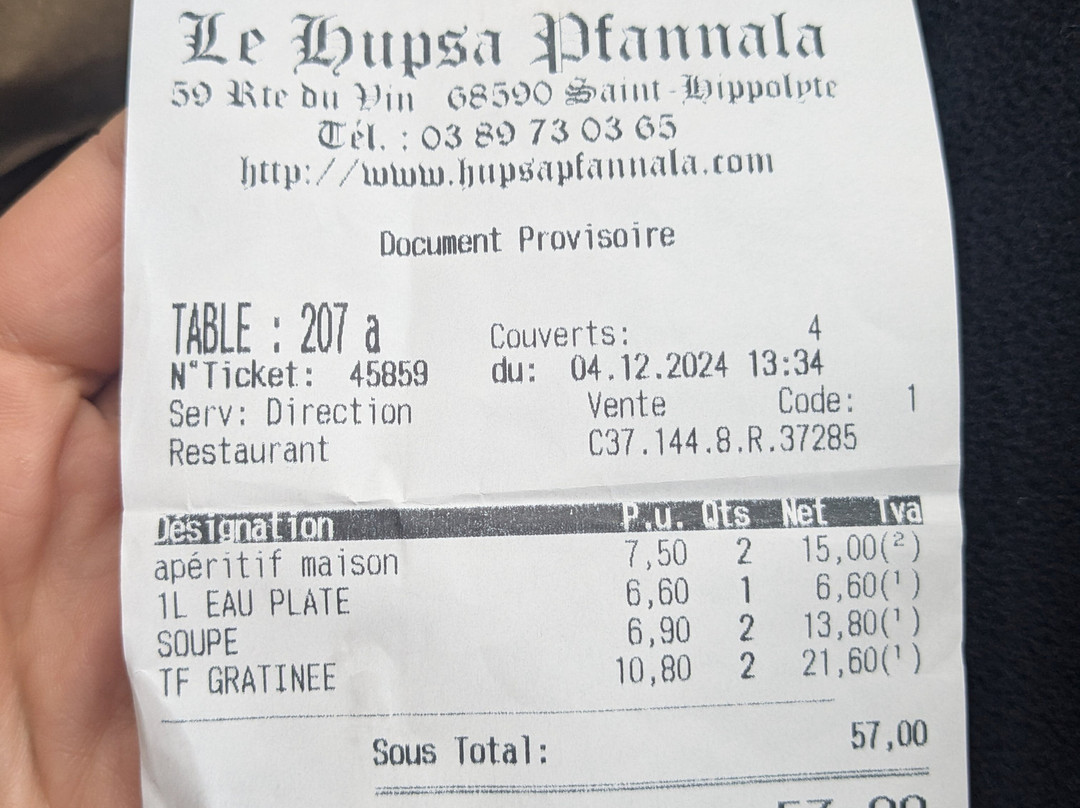 Le Hupsa Pfannala
59 Rte du Vin 68590 Saint-Hippolyte
Tél. : 03 89 73 03 65
http://www.hupsapfannala.com
Document Provisoire
TABLE : 207 a Couverts: 4
N°Ticket: 45859 du: 04.12.2024 13:34
Serv: Direction Vente Code: 1
Restaurant C37.144.8.R.37285
Désignation P.u. Qts Net Tva
apéritif maison 7,50 2 15,00(²)
1L EAU PLATE 6,60 1 6,60(¹)
SOUPE 6,90 2 13,80(¹)
TF GRATINEE 10,80 2 21,60(¹)
Sous Total: 57,00